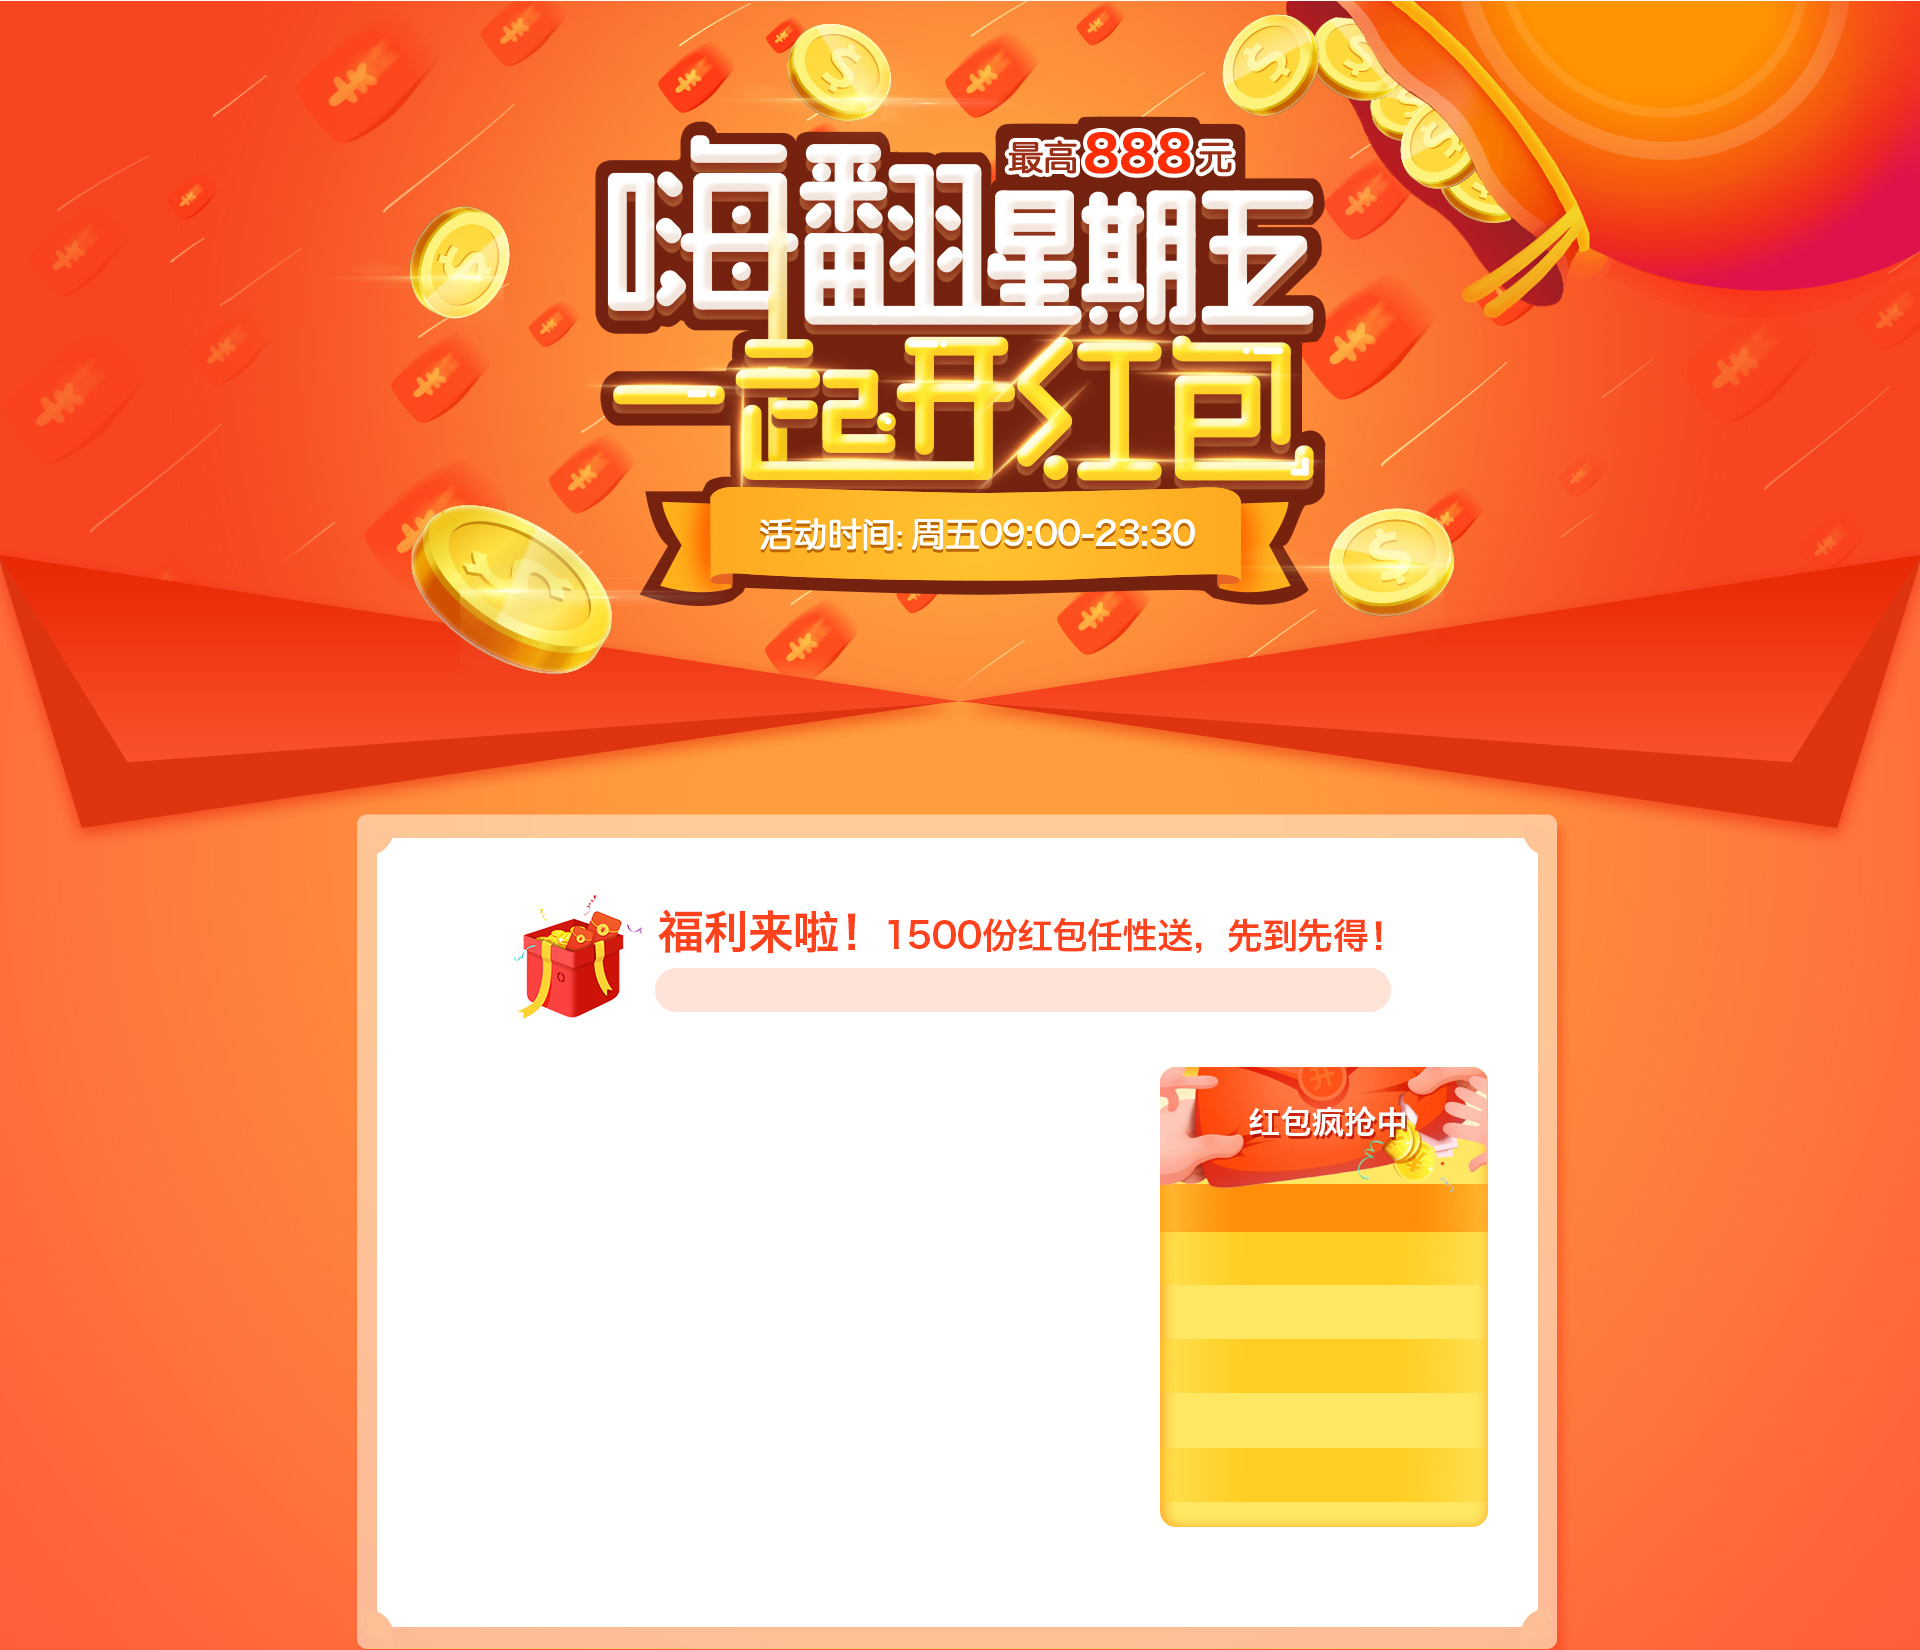 最高888元
嗨翻星期五
一起开红包
活动时间: 周五09:00-23:30
福利来啦！1500份红包任性送，先到先得！
开
红包疯抢中